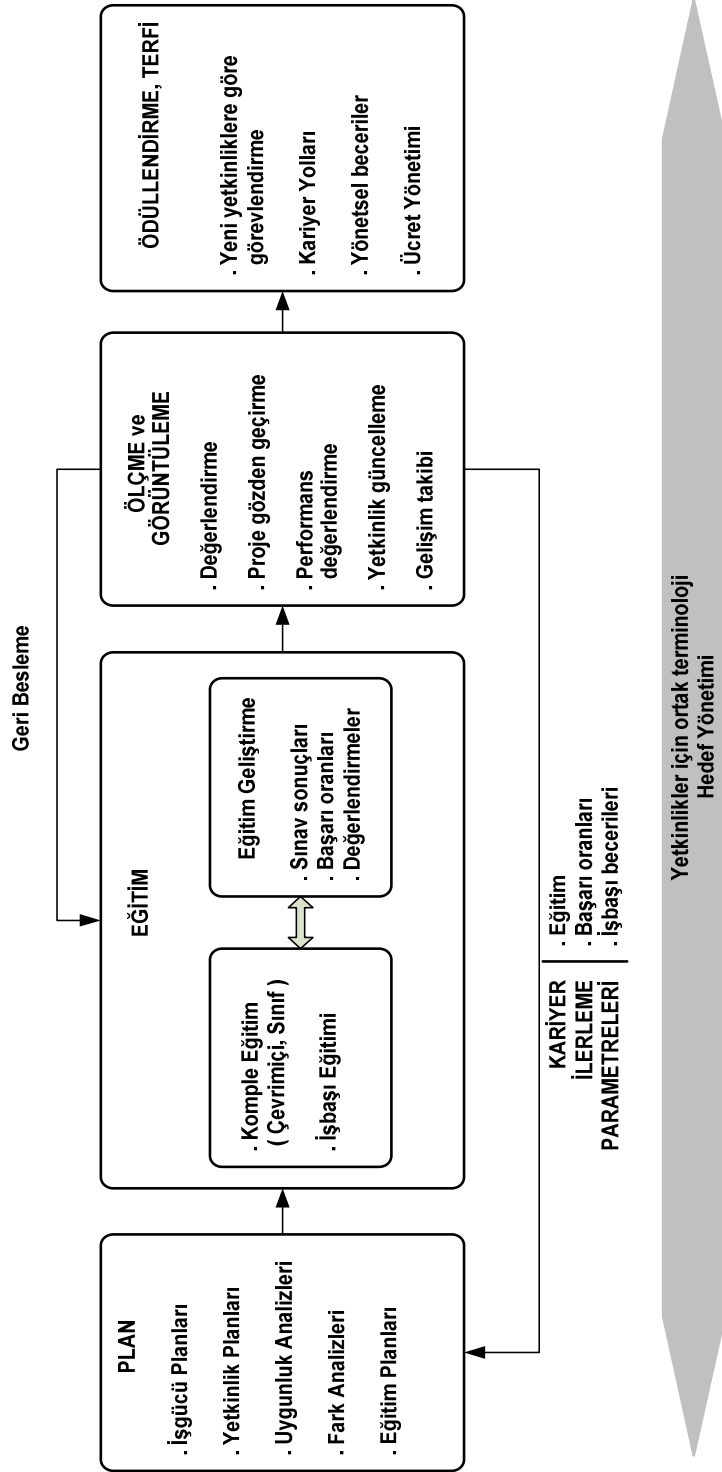 PLAN
. İşgücü Planları
. Yetkinlik Planları
. Uygunluk Analizleri
. Fark Analizleri
. Eğitim Planları
EĞİTİM
. Komple Eğitim
( Çevrimiçi, Sınıf )
. İşbaşı Eğitimi
Eğitim Geliştirme
. Sınav sonuçları
. Başarı oranları
. Değerlendirmeler
Geri Besleme
ÖLÇME ve
GÖRÜNTÜLEME
. Değerlendirme
. Proje gözden geçirme
. Performans
değerlendirme
. Yetkinlik güncelleme
. Gelişim takibi
ÖDÜLLENDİRME, TERFİ
. Yeni yetkinliklere göre
görevlendirme
. Kariyer Yolları
. Yönetsel beceriler
. Ücret Yönetimi
KARİYER
İLERLEME
PARAMETRELERİ
. Eğitim
. Başarı oranları
. İşbaşı becerileri
Yetkinlikler için ortak terminoloji
Hedef Yönetimi